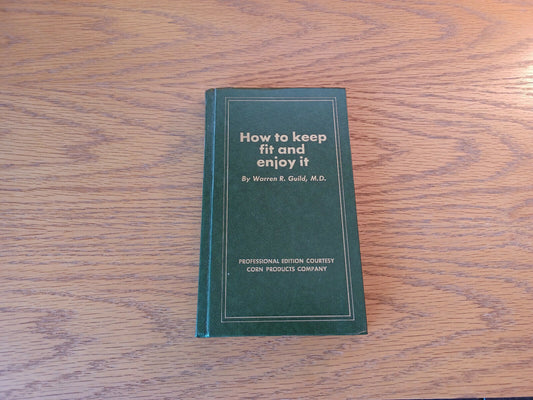 How to keep
fit and
enjoy it
By Warren R. Guild, M.D.
PROFESSIONAL EDITION COURTESY
CORN PRODUCTS COMPANY